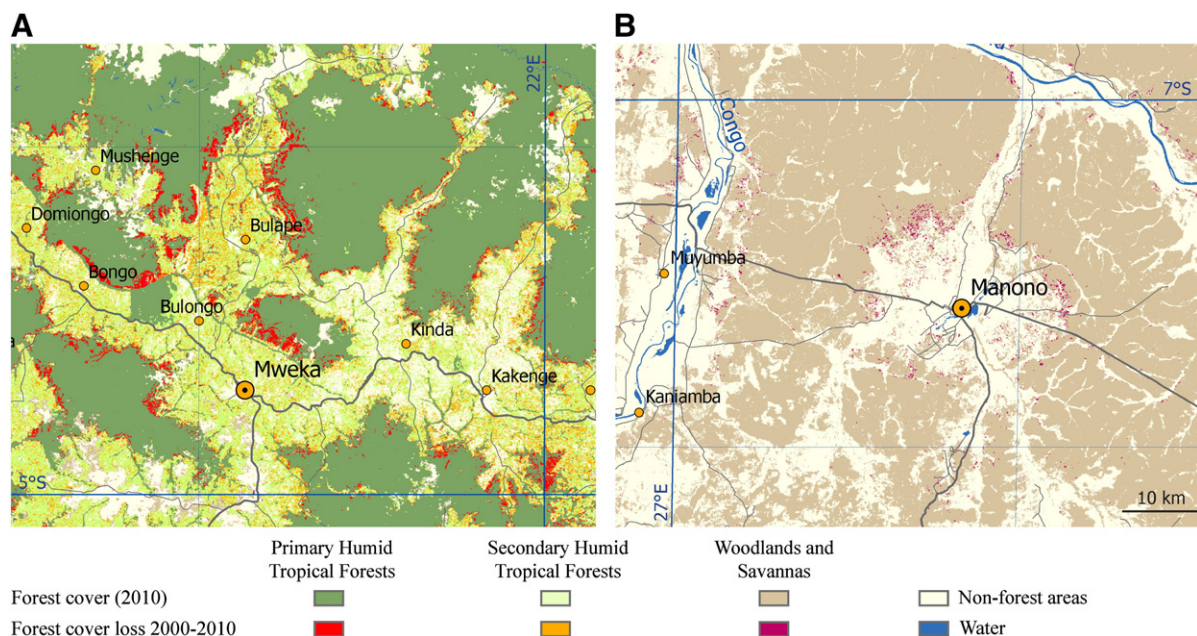 A
B
22°E
Mushenge
Domiongo
Bulape
Bongo
Bulongo
Kinda
Mweka
Kakenge
5°S
Congo
7°S
Muyumba
Manono
Kaniamba
27°E
10 km
Primary Humid
Tropical Forests
Secondary Humid
Tropical Forests
Woodlands and
Savannas
Forest cover (2010)
Non-forest areas
Forest cover loss 2000-2010
Water